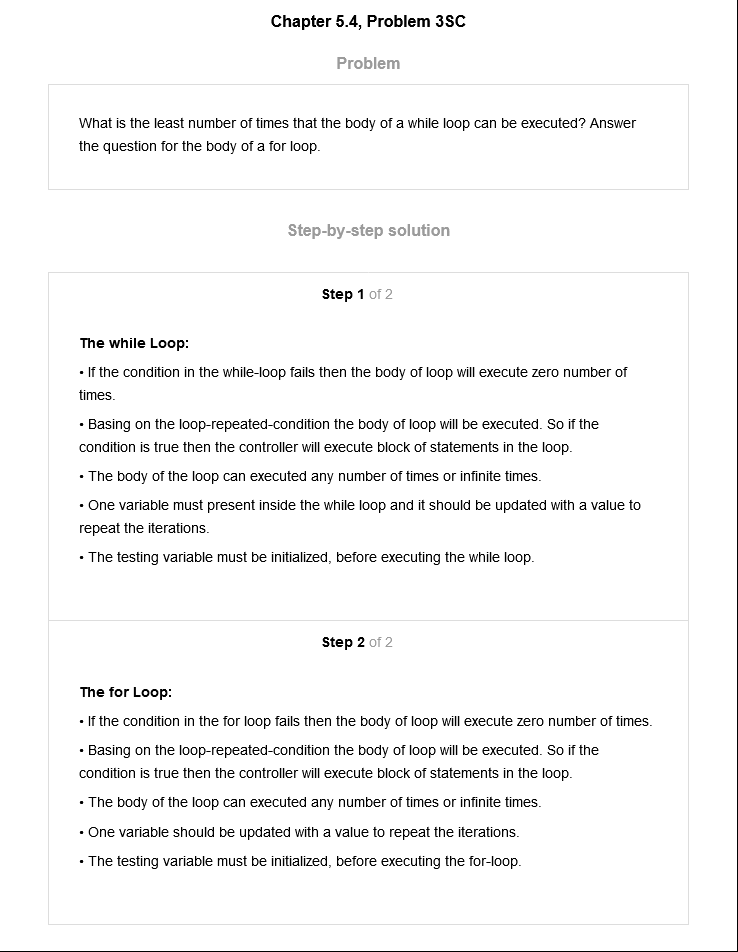 Chapter 5.4, Problem 3SC
Problem
What is the least number of times that the body of a while loop can be executed? Answer
the question for the body of a for loop.
Step-by-step solution
Step 1 of 2
The while Loop:
• If the condition in the while-loop fails then the body of loop will execute zero number of
times.
• Basing on the loop-repeated-condition the body of loop will be executed. So if the
condition is true then the controller will execute block of statements in the loop.
• The body of the loop can executed any number of times or infinite times.
• One variable must present inside the while loop and it should be updated with a value to
repeat the iterations.
• The testing variable must be initialized, before executing the while loop.
Step 2 of 2
The for Loop:
• If the condition in the for loop fails then the body of loop will execute zero number of times.
• Basing on the loop-repeated-condition the body of loop will be executed. So if the
condition is true then the controller will execute block of statements in the loop.
• The body of the loop can executed any number of times or infinite times.
• One variable should be updated with a value to repeat the iterations.
• The testing variable must be initialized, before executing the for-loop.